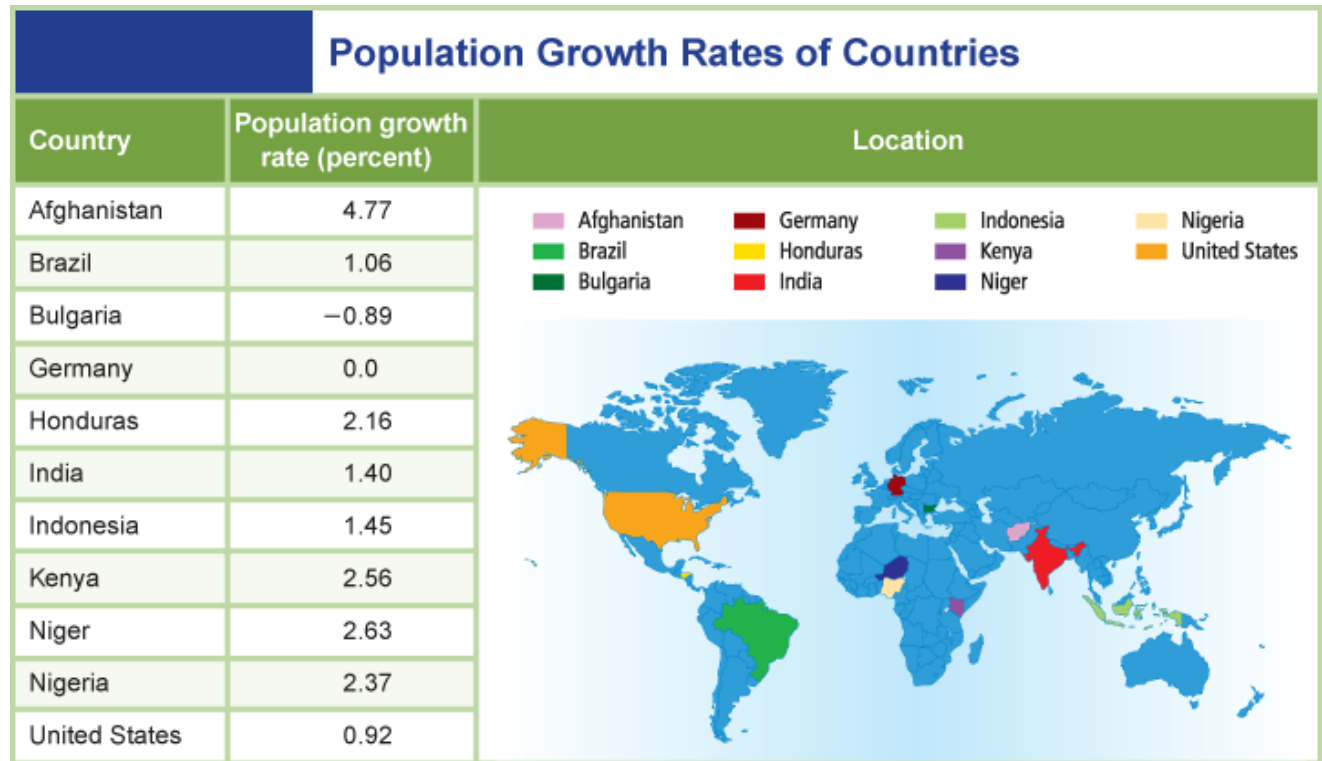 Population Growth Rates of Countries
Country
Population growth
rate (percent)
Location
Afghanistan 4.77
Brazil 1.06
Bulgaria −0.89
Germany 0.0
Honduras 2.16
India 1.40
Indonesia 1.45
Kenya 2.56
Niger 2.63
Nigeria 2.37
United States 0.92
Afghanistan Germany Indonesia Nigeria
Brazil Honduras Kenya United States
Bulgaria India Niger